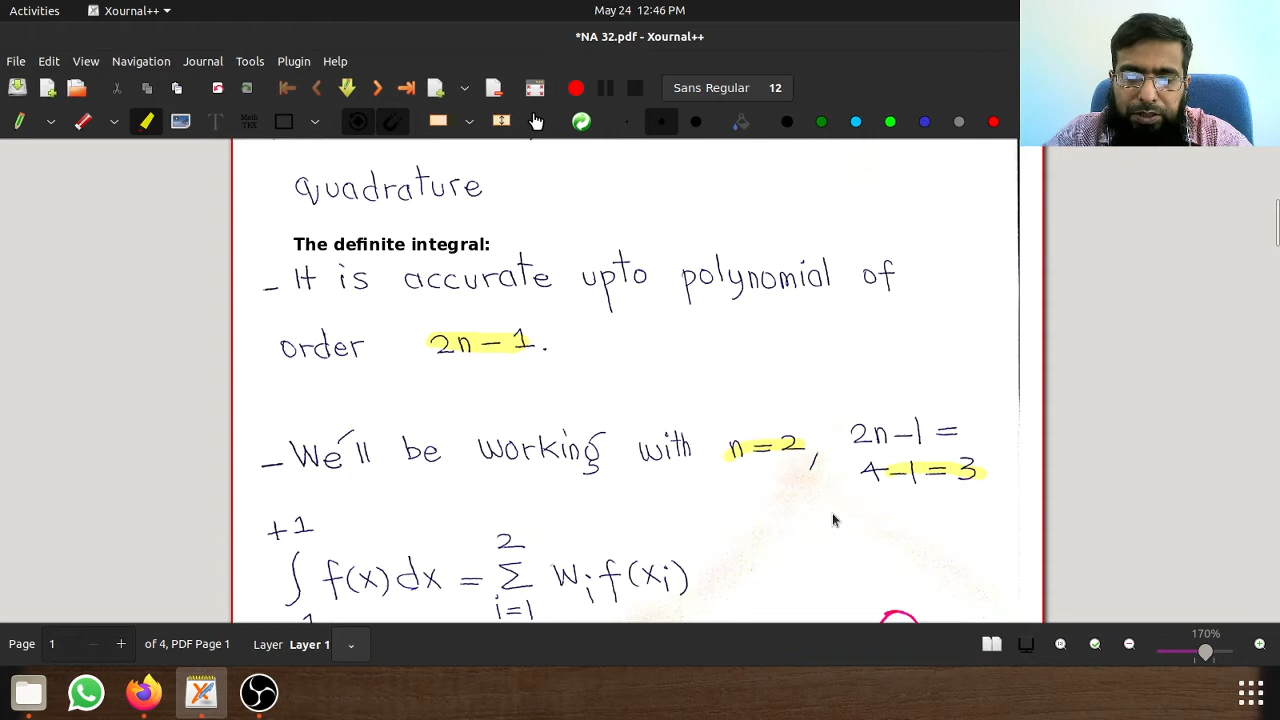 Activities Xournal++ May 24 12:46 PM
*NA 32.pdf - Xournal++
File Edit View Navigation Journal Tools Plugin Help
Sans Regular 12
quadrature
The definite integral:
- It is accurate upto polynomial of
order 2n - 1.
- We'll be working with n = 2, 2n - 1 =
4 - 1 = 3
+1
∫ f(x) dx = 2 Σ i=1 wi f(xi)
Page 1 of 4, PDF Page 1 Layer Layer 1 170%